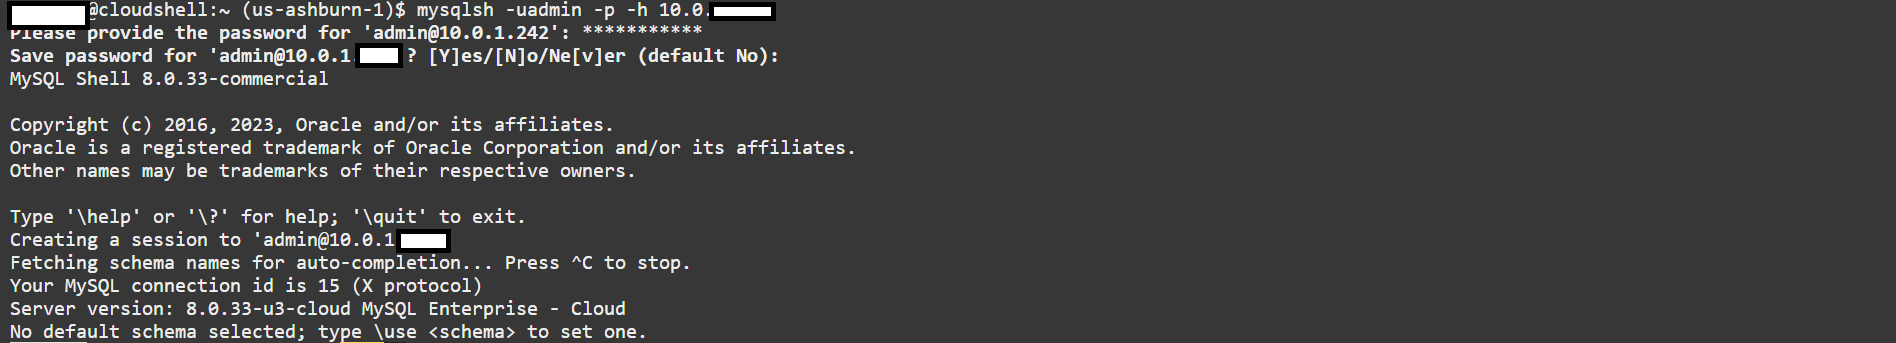 @cloudshell:~ (us-ashburn-1)$ mysqlsh -uadmin -p -h 10.0.
Please provide the password for 'admin@10.0.1.242': ***********
Save password for 'admin@10.0.1 ? [Y]es/[N]o/Ne[v]er (default No):
MySQL Shell 8.0.33-commercial
Copyright (c) 2016, 2023, Oracle and/or its affiliates.
Oracle is a registered trademark of Oracle Corporation and/or its affiliates.
Other names may be trademarks of their respective owners.
Type '\help' or '\?' for help; '\quit' to exit.
Creating a session to 'admin@10.0.1
Fetching schema names for auto-completion... Press ^C to stop.
Your MySQL connection id is 15 (X protocol)
Server version: 8.0.33-u3-cloud MySQL Enterprise - Cloud
No default schema selected; type \use <schema> to set one.